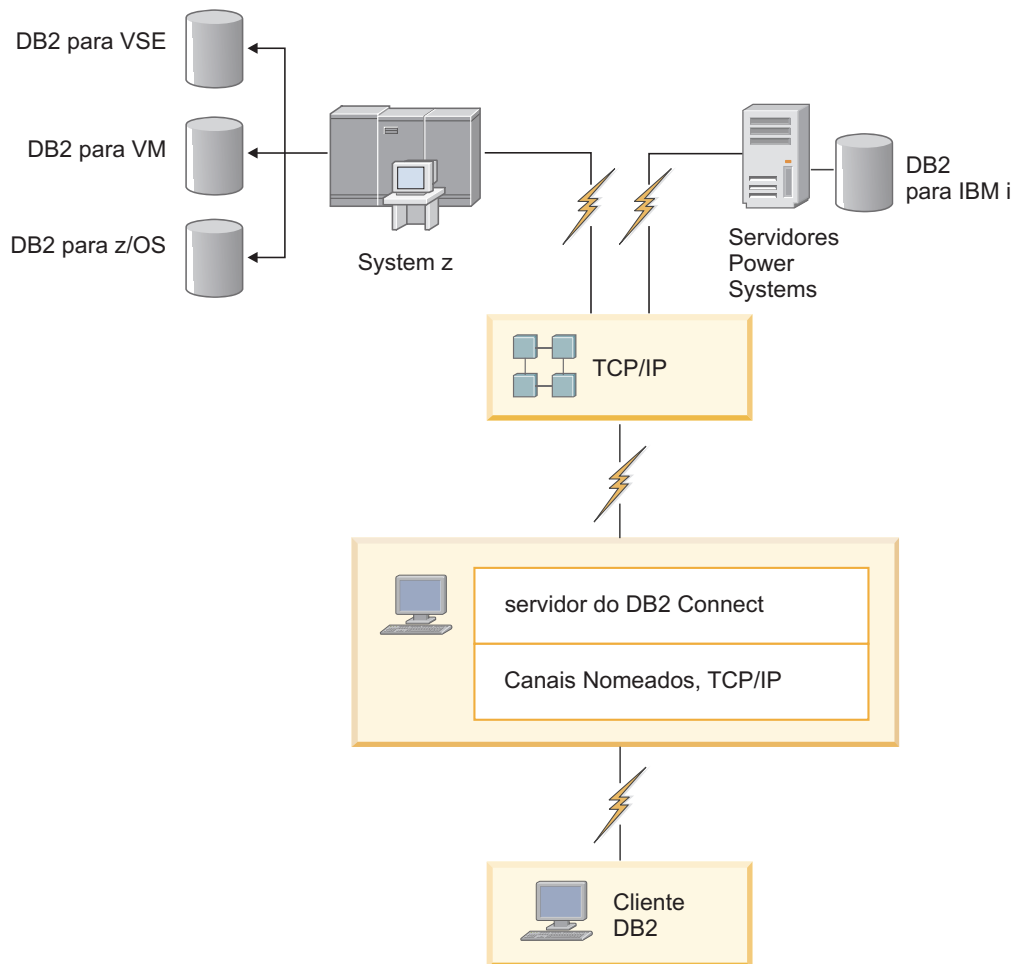 DB2 para VSE
DB2 para VM
DB2 para z/OS
System z
DB2
para IBM i
Servidores
Power
Systems
TCP/IP
servidor do DB2 Connect
Canais Nomeados, TCP/IP
Cliente
DB2